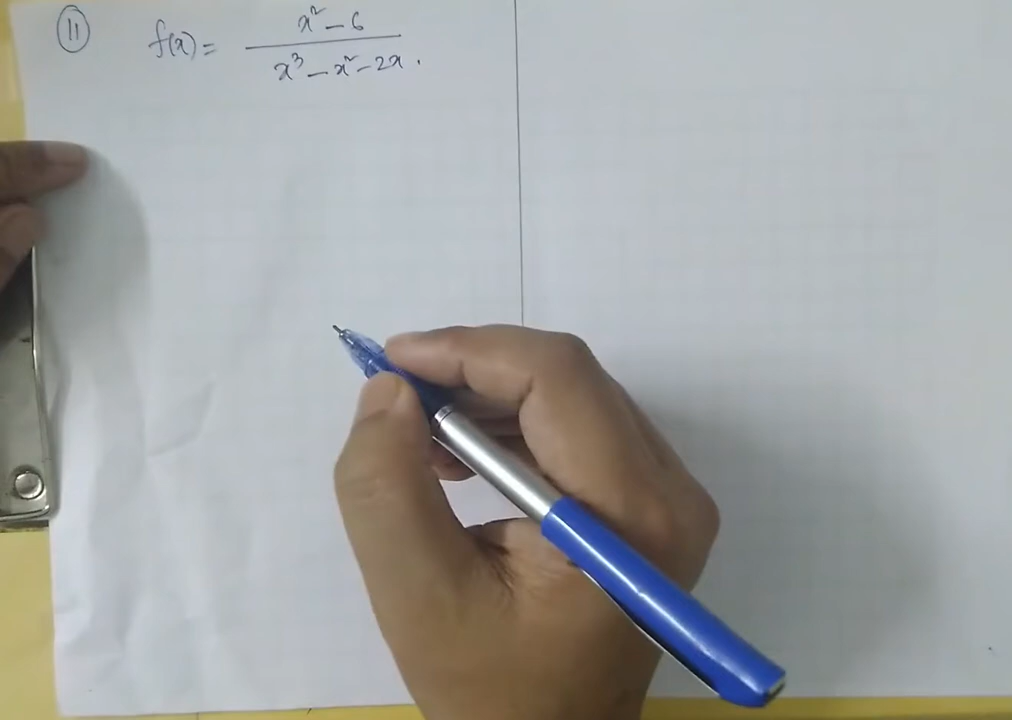 ⑪ f(x) = (x² - 6) / (x³ - x² - 2x).